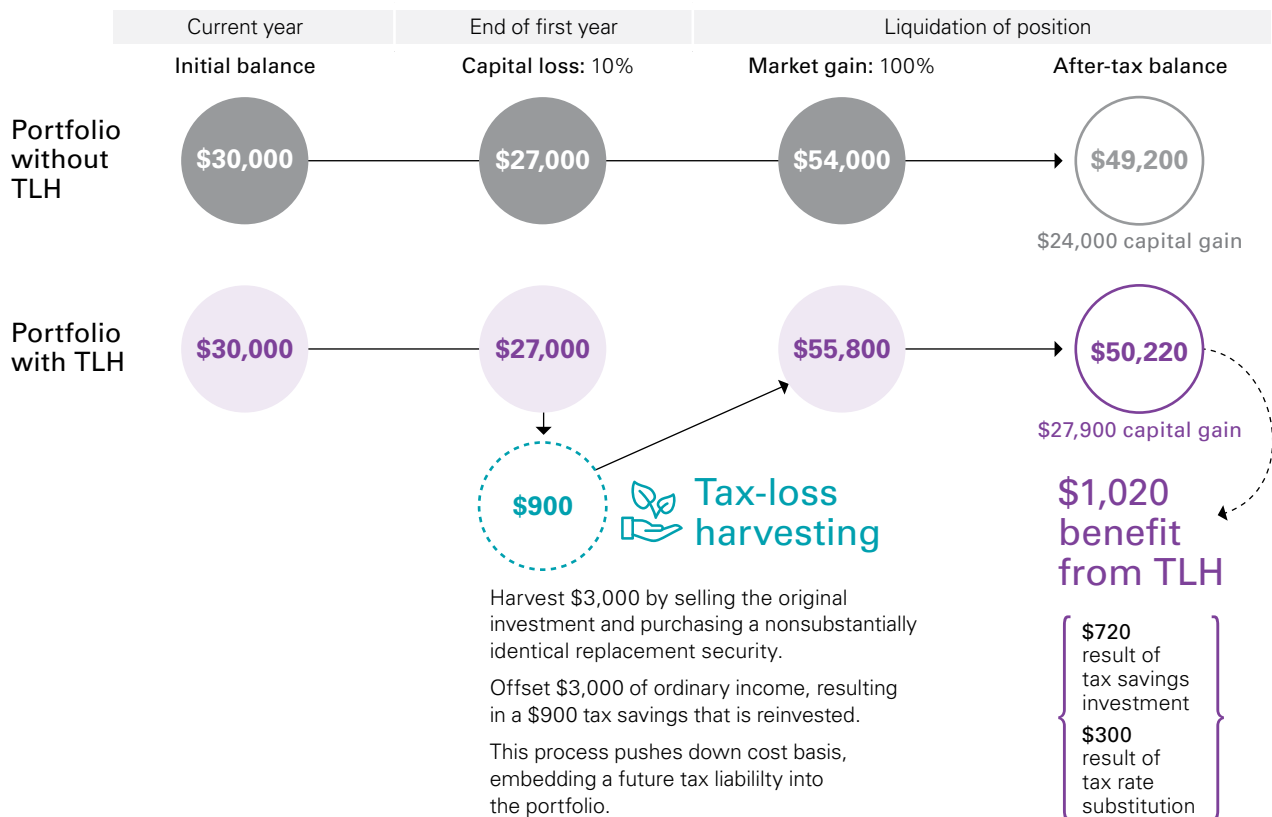 Current year
End of first year
Liquidation of position
Initial balance
Capital loss: 10%
Market gain: 100%
After-tax balance
Portfolio
without
TLH
$30,000
$27,000
$54,000
$49,200
$24,000 capital gain
Portfolio
with TLH
$30,000
$27,000
$55,800
$50,220
$27,900 capital gain
$900
Tax-loss
harvesting
Harvest $3,000 by selling the original
investment and purchasing a nonsubstantially
identical replacement security.
Offset $3,000 of ordinary income, resulting
in a $900 tax savings that is reinvested.
This process pushes down cost basis,
embedding a future tax liabililty into
the portfolio.
$1,020
benefit
from TLH
$720
result of
tax savings
investment
$300
result of
tax rate
substitution